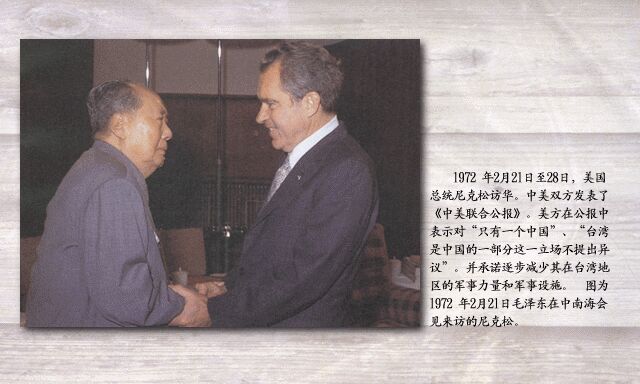 1972 年2月21日至28日，美国
总统尼克松访华。中美双方发表了
《中美联合公报》。美方在公报中
表示对“只有一个中国”、“台湾
是中国的一部分这一立场不提出异
议”。并承诺逐步减少其在台湾地
区的军事力量和军事设施。 图为
1972 年2月21日毛泽东在中南海会
见来访的尼克松。